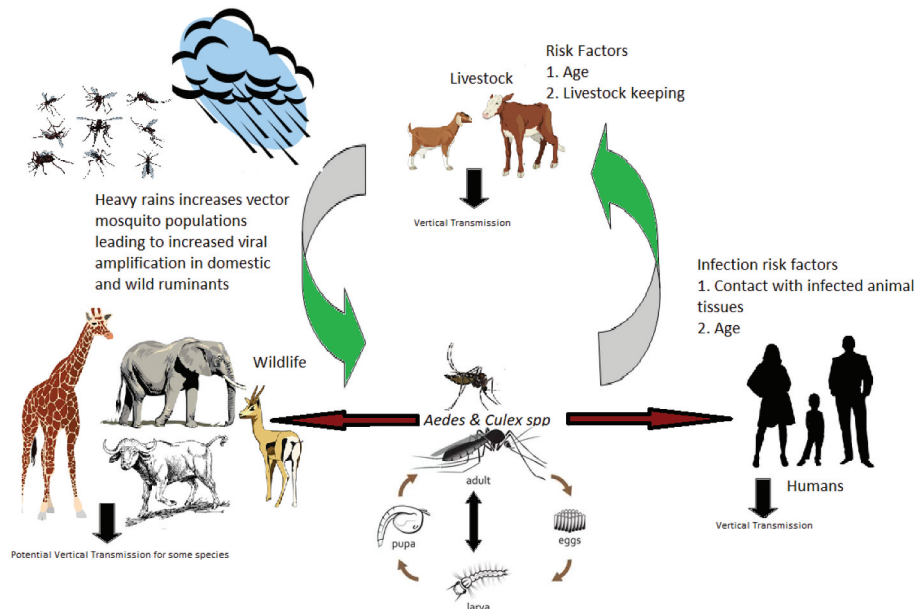 Livestock
Risk Factors
1. Age
2. Livestock keeping
Vertical Transmission
Heavy rains increases vector
mosquito populations
leading to increased viral
amplification in domestic
and wild ruminants
Infection risk factors
1. Contact with infected animal
tissues
2. Age
Wildlife
Aedes & Culex spp
adult
pupa
eggs
larva
Humans
Vertical Transmission
Potential Vertical Transmission for some species